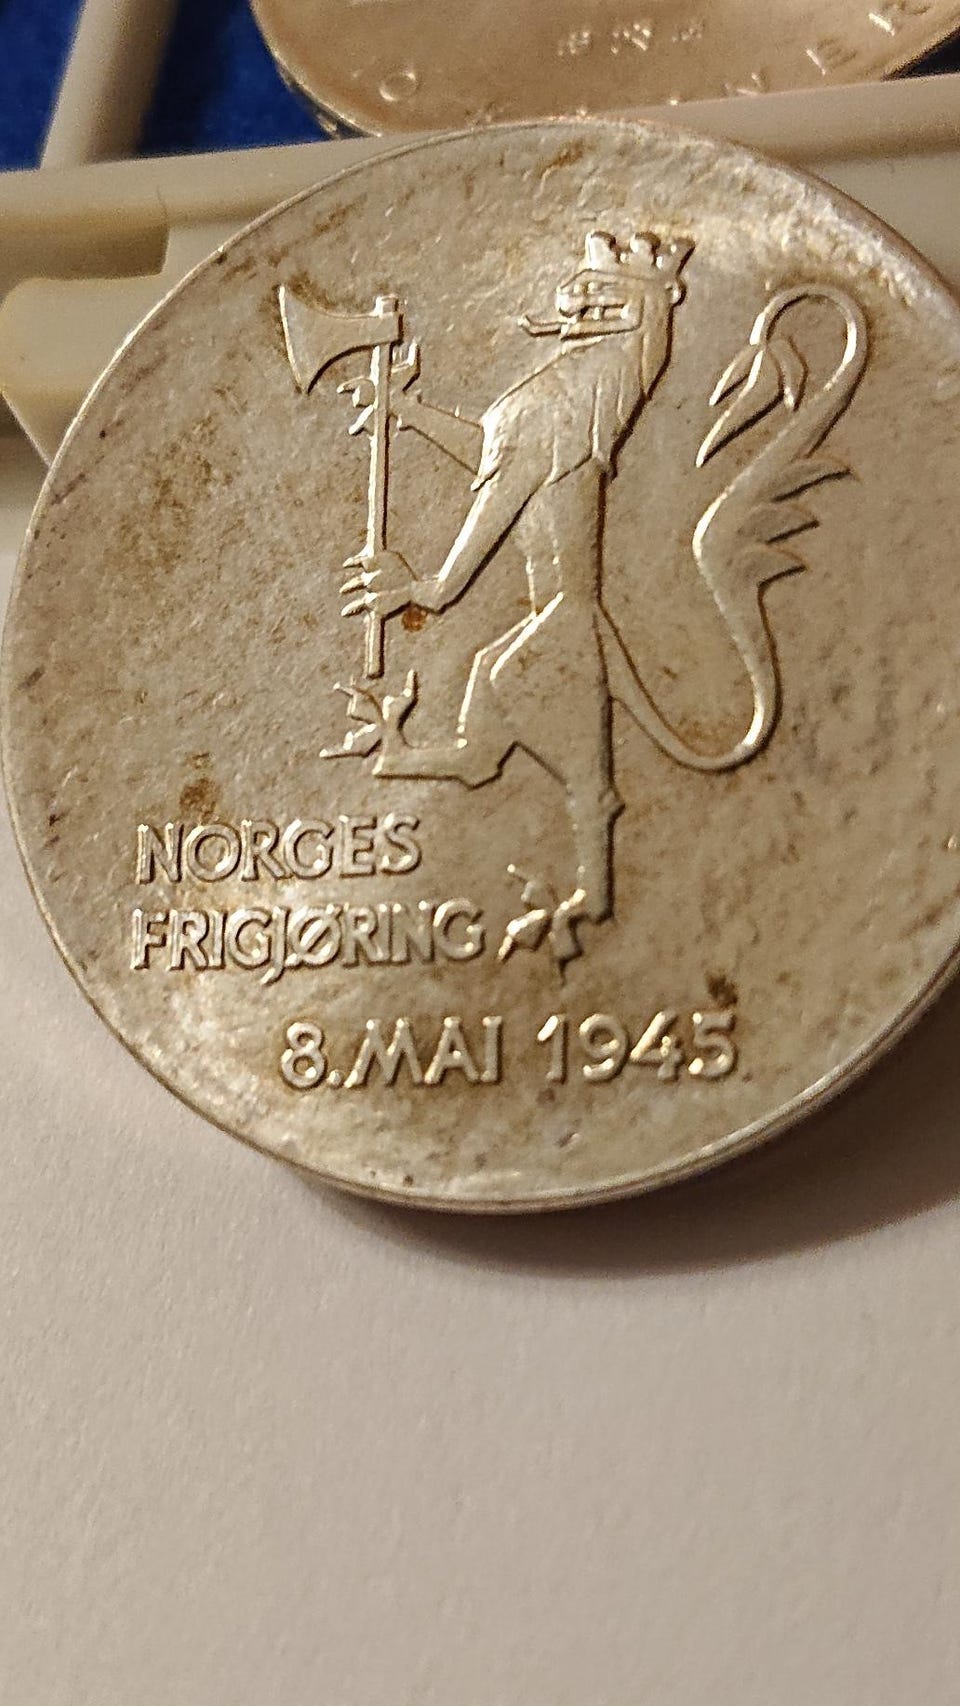 NORGES
FRIGJØRING
8. MAI 1945